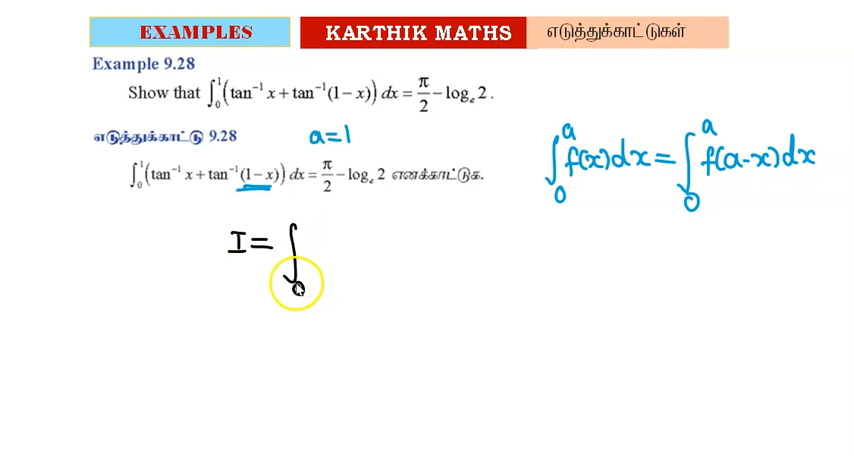 EXAMPLES KARTHIK MATHS எடுத்துக்காட்டுகள்
Example 9.28
Show that ∫₀¹ (tan⁻¹ x + tan⁻¹ (1 − x)) dx = π/2 − logₑ 2 .
எடுத்துக்காட்டு 9.28 a=1
∫₀¹ (tan⁻¹ x + tan⁻¹ (1 − x)) dx = π/2 − logₑ 2 எனக்காட்டுக.
∫₀ᵃ f(x)dx = ∫₀ᵃ f(a-x)dx
I = ∫₀